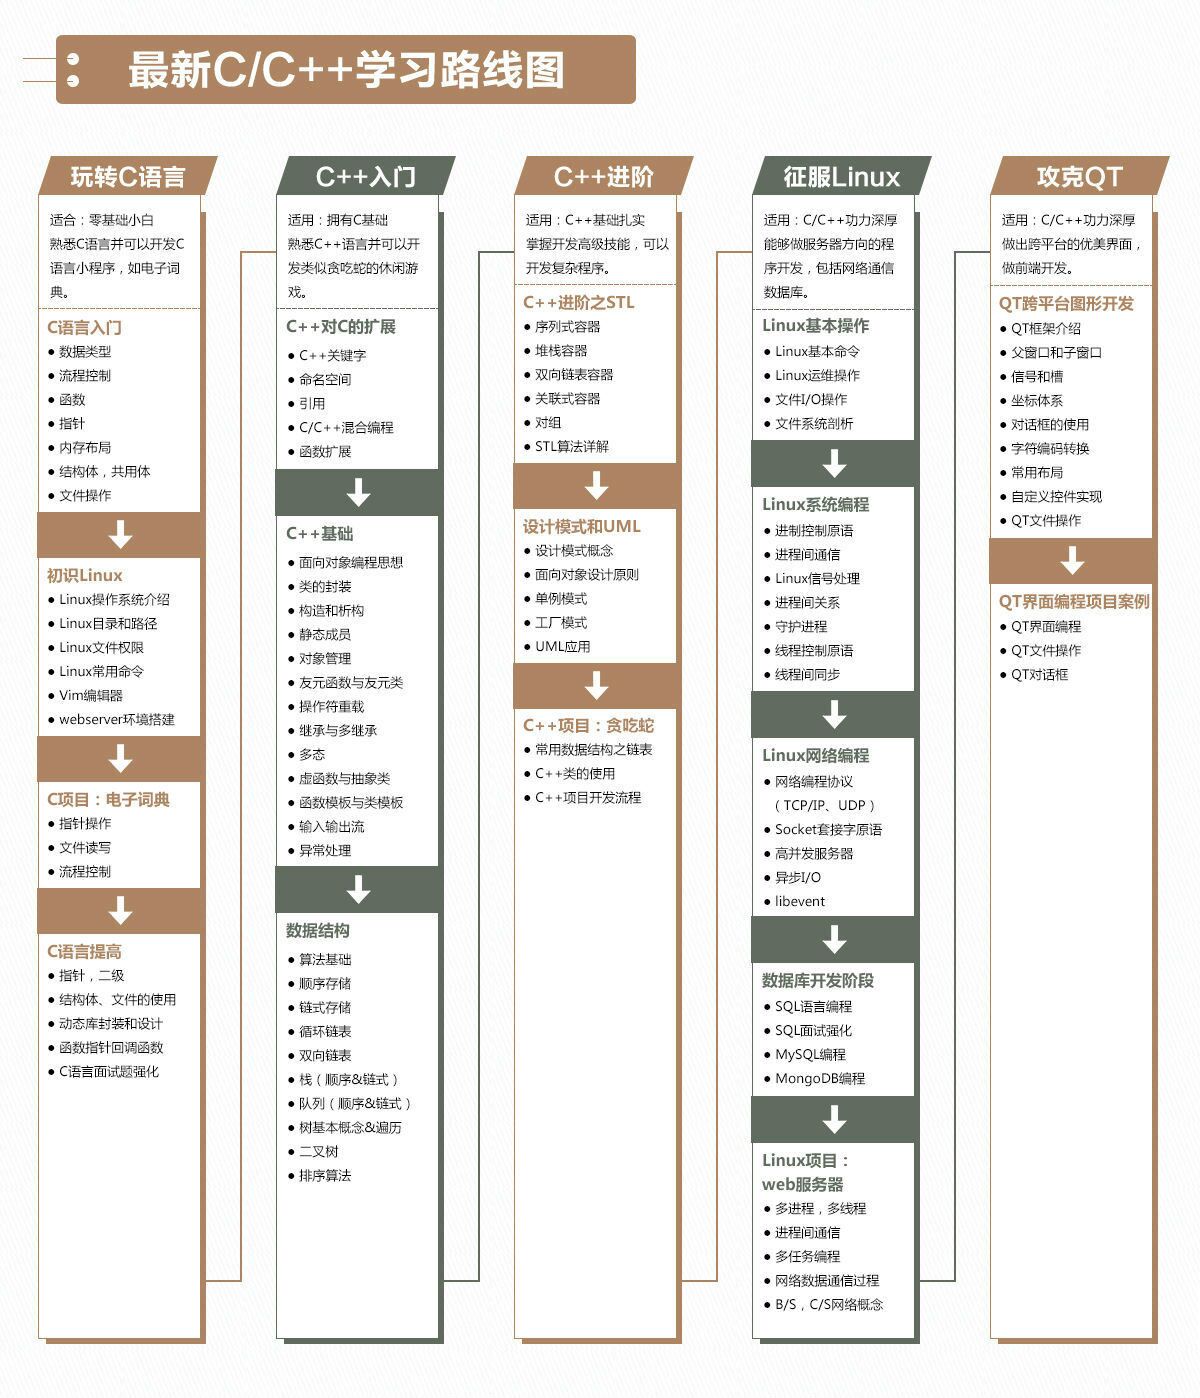 最新C/C++学习路线图
玩转C语言
适合：零基础小白
熟悉C语言并可以开发C
语言小程序，如电子词
典。
C语言入门
● 数据类型
● 流程控制
● 函数
● 指针
● 内存布局
● 结构体，共用体
● 文件操作
初识Linux
● Linux操作系统介绍
● Linux目录和路径
● Linux文件权限
● Linux常用命令
● Vim编辑器
● webserver环境搭建
C项目：电子词典
● 指针操作
● 文件读写
● 流程控制
C语言提高
● 指针，二级
● 结构体、文件的使用
● 动态库封装和设计
● 函数指针回调函数
● C语言面试题强化
C++入门
适用：拥有C基础
熟悉C++语言并可以开
发类似贪吃蛇的休闲游
戏。
C++对C的扩展
● C++关键字
● 命名空间
● 引用
● C/C++混合编程
● 函数扩展
C++基础
● 面向对象编程思想
● 类的封装
● 构造和析构
● 静态成员
● 对象管理
● 友元函数与友元类
● 操作符重载
● 继承与多继承
● 多态
● 虚函数与抽象类
● 函数模板与类模板
● 输入输出流
● 异常处理
数据结构
● 算法基础
● 顺序存储
● 链式存储
● 循环链表
● 双向链表
● 栈（顺序&链式）
● 队列（顺序&链式）
● 树基本概念&遍历
● 二叉树
● 排序算法
C++进阶
适用：C++基础扎实
掌握开发高级技能，可以
开发复杂程序。
C++进阶之STL
● 序列式容器
● 堆栈容器
● 双向链表容器
● 关联式容器
● 对组
● STL算法详解
设计模式和UML
● 设计模式概念
● 面向对象设计原则
● 单例模式
● 工厂模式
● UML应用
C++项目：贪吃蛇
● 常用数据结构之链表
● C++类的使用
● C++项目开发流程
征服Linux
适用：C/C++功力深厚
能够做服务器方向的程
序开发，包括网络通信
数据库。
Linux基本操作
● Linux基本命令
● Linux运维操作
● 文件I/O操作
● 文件系统剖析
Linux系统编程
● 进制控制原语
● 进程间通信
● Linux信号处理
● 进程间关系
● 守护进程
● 线程控制原语
● 线程间同步
Linux网络编程
● 网络编程协议
（TCP/IP、UDP）
● Socket套接字原语
● 高并发服务器
● 异步I/O
● libevent
数据库开发阶段
● SQL语言编程
● SQL面试强化
● MySQL编程
● MongoDB编程
Linux项目：
web服务器
● 多进程，多线程
● 进程间通信
● 多任务编程
● 网络数据通信过程
● B/S，C/S网络概念
攻克QT
适用：C/C++功力深厚
做出跨平台的优美界面，
做前端开发。
QT跨平台图形开发
● QT框架介绍
● 父窗口和子窗口
● 信号和槽
● 坐标体系
● 对话框的使用
● 字符编码转换
● 常用布局
● 自定义控件实现
● QT文件操作
QT界面编程项目案例
● QT界面编程
● QT文件操作
● QT对话框